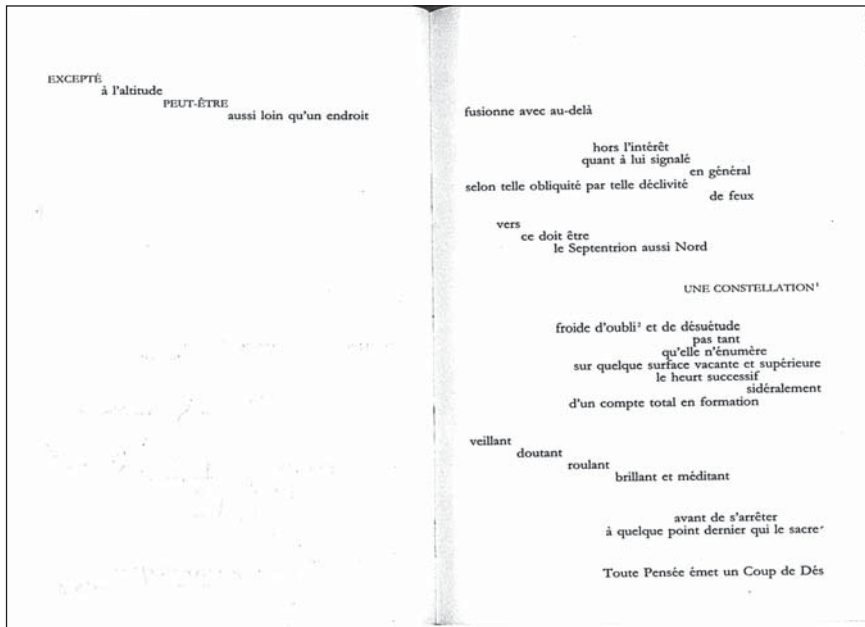 EXCEPTÉ
à l'altitude
PEUT-ÊTRE
aussi loin qu'un endroit
fusionne avec au-delà
hors l'intérêt
quant à lui signalé
en général
selon telle obliquité par telle déclivité
de feux
vers
ce doit être
le Septentrion aussi Nord
UNE CONSTELLATION¹
froide d'oubli² et de désuétude
pas tant
qu'elle n'énumère
sur quelque surface vacante et supérieure
le heurt successif
sidéralement
d'un compte total en formation
veillant
doutant
roulant
brillant et méditant
avant de s'arrêter
à quelque point dernier qui le sacre
Toute Pensée émet un Coup de Dés